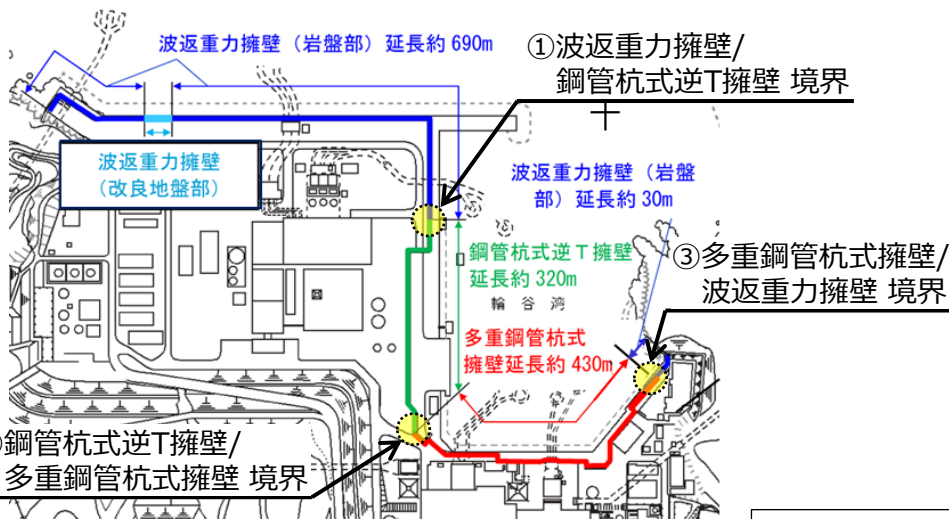 波返重力擁壁（岩盤部）延長約 690m
①波返重力擁壁/
鋼管杭式逆T擁壁 境界
波返重力擁壁
（改良地盤部）
波返重力擁壁（岩盤
部）延長約 30m
鋼管杭式逆Ｔ擁壁
延長約 320m
輪谷湾
③多重鋼管杭式擁壁/
波返重力擁壁 境界
多重鋼管杭式
擁壁延長約 430m
鋼管杭式逆T擁壁/
多重鋼管杭式擁壁 境界